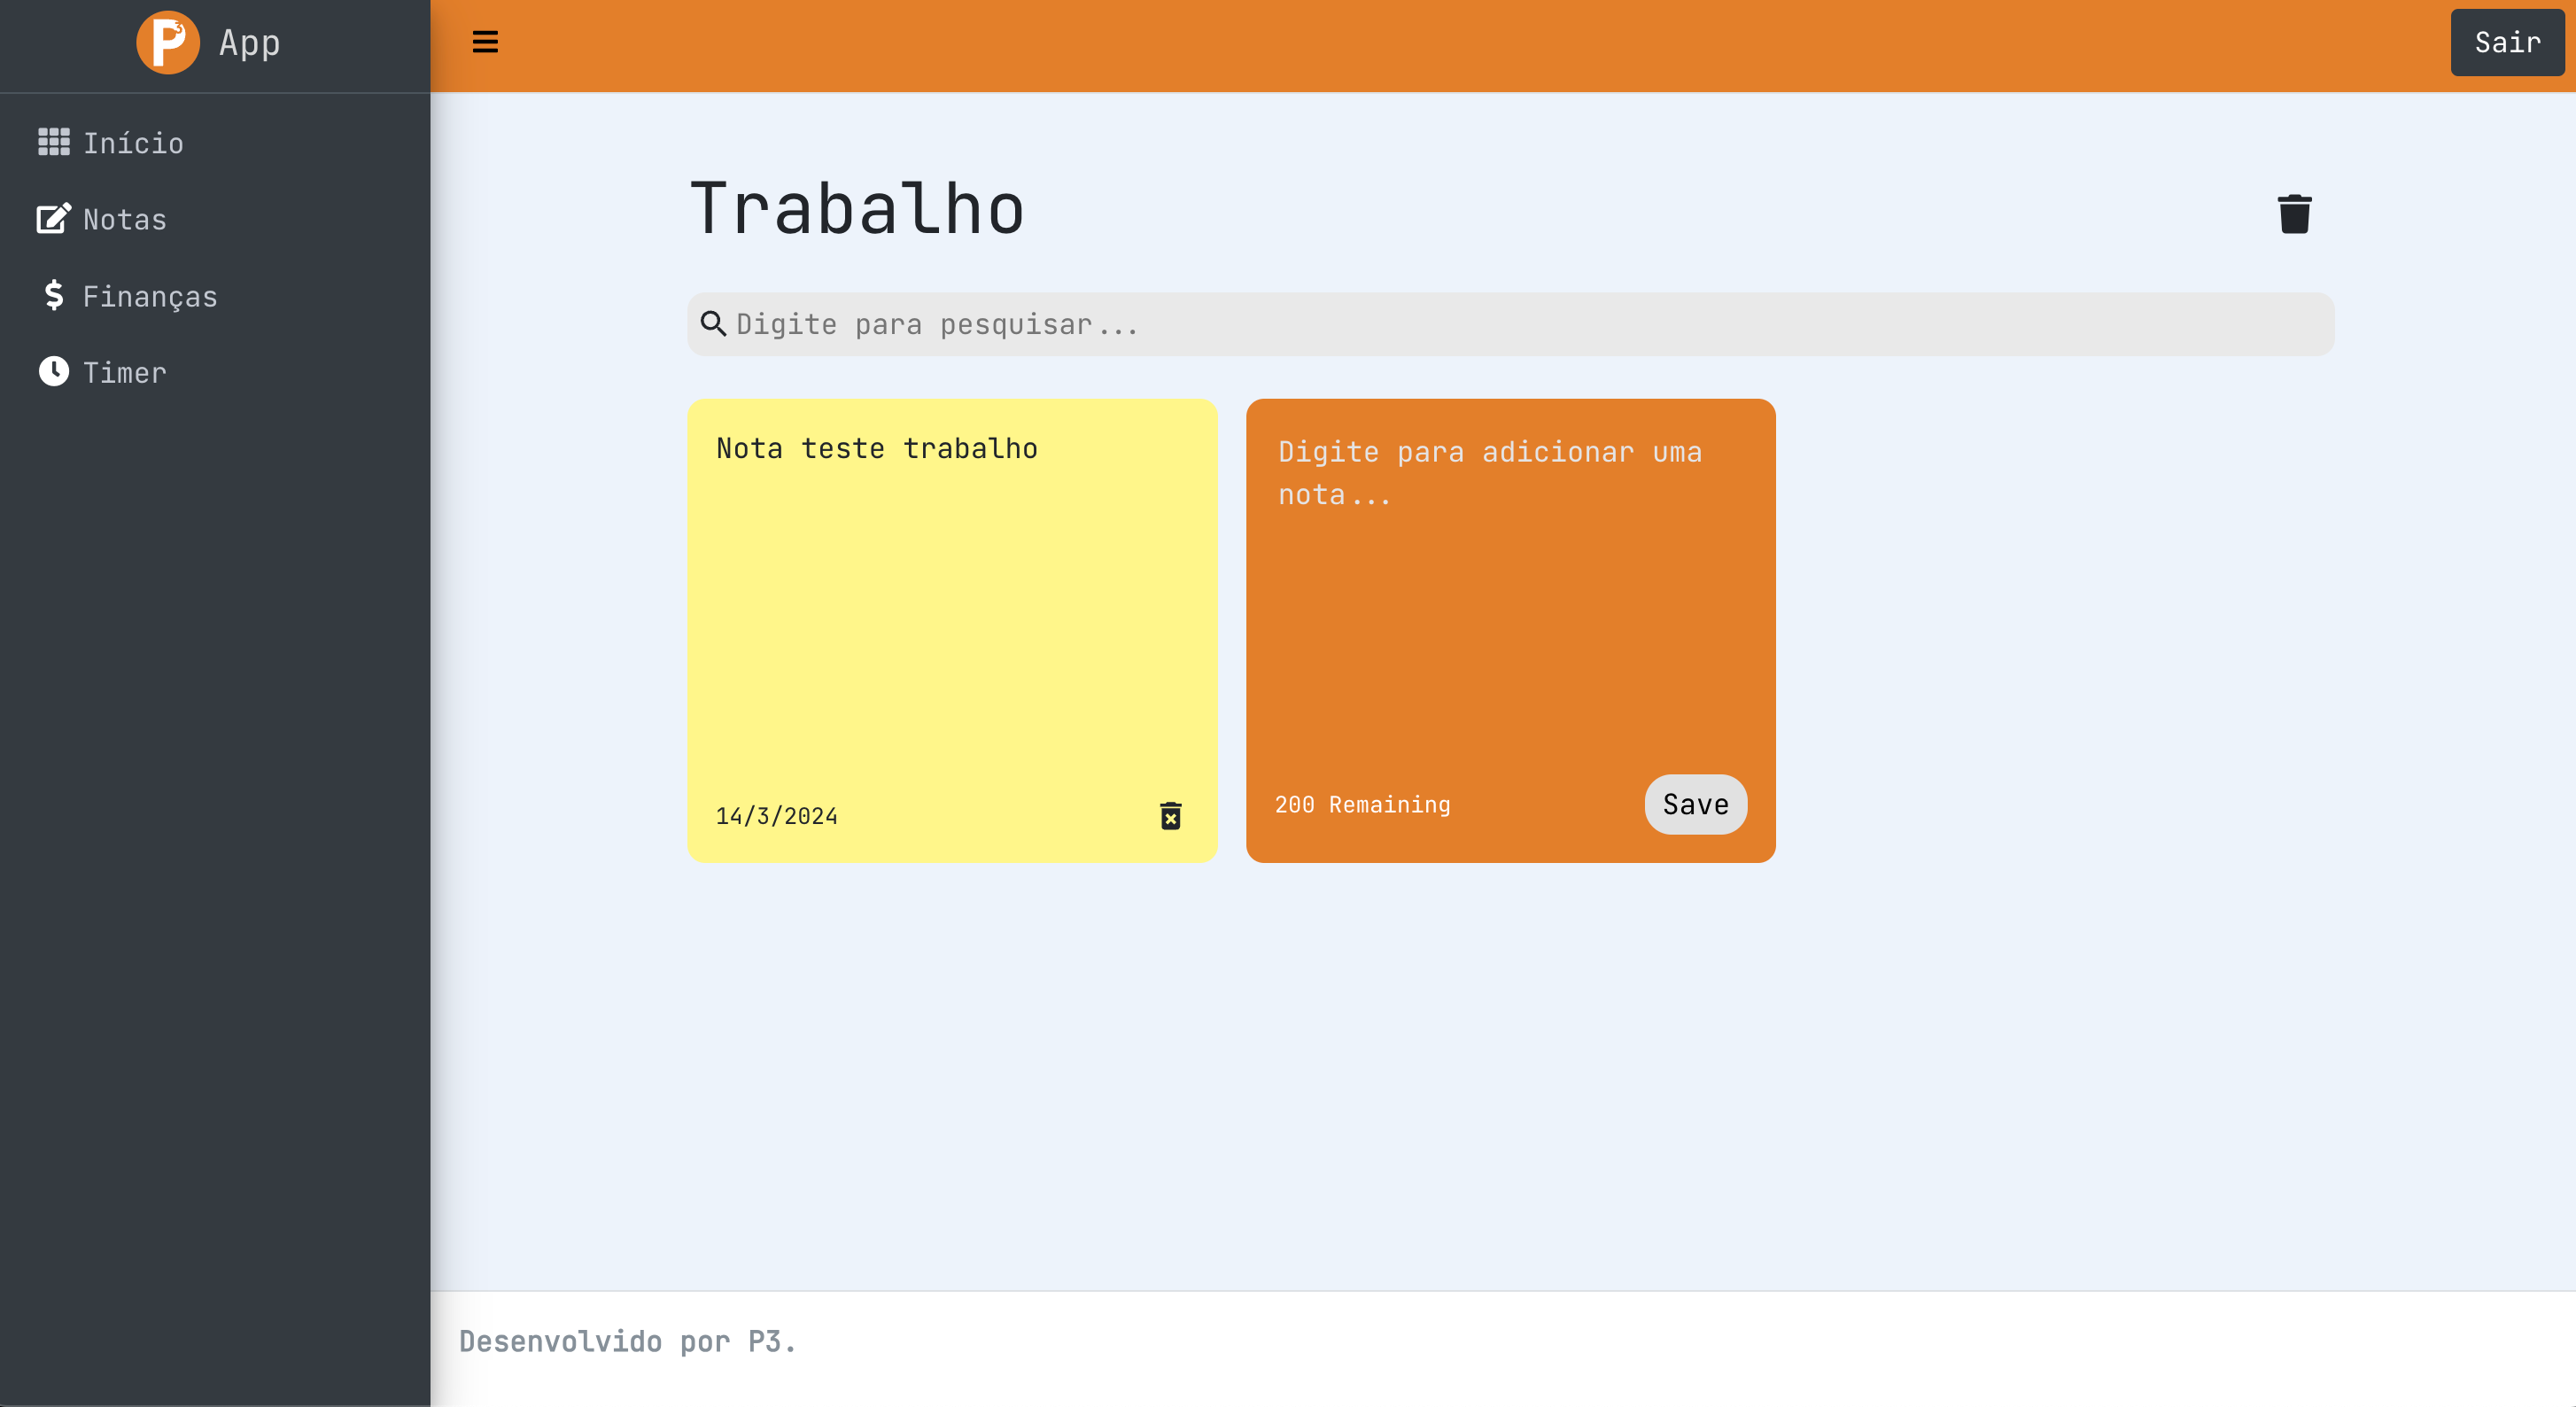 P3 App
Sair
Início
Notas
Finanças
Timer
Trabalho
Digite para pesquisar...
Nota teste trabalho
14/3/2024
Digite para adicionar uma
nota...
200 Remaining
Save
Desenvolvido por P3.